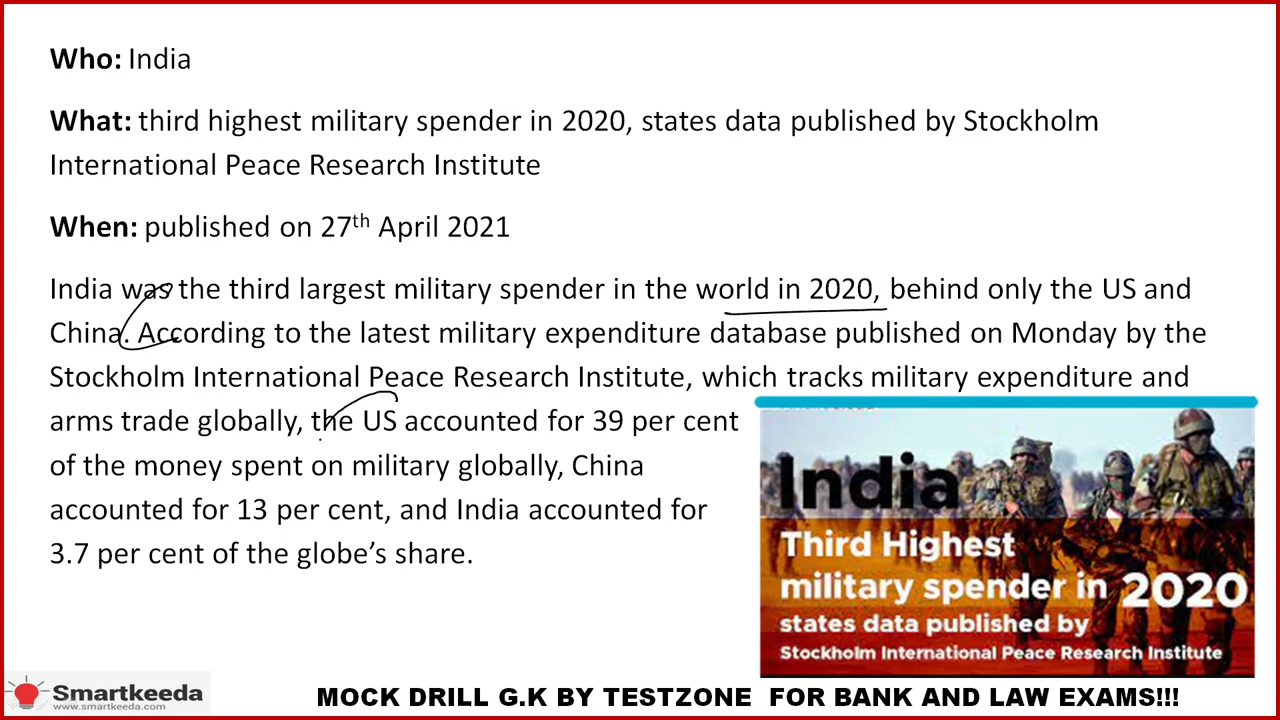 Who: India
What: third highest military spender in 2020, states data published by Stockholm
International Peace Research Institute
When: published on 27th April 2021
India was the third largest military spender in the world in 2020, behind only the US and
China. According to the latest military expenditure database published on Monday by the
Stockholm International Peace Research Institute, which tracks military expenditure and
arms trade globally, the US accounted for 39 per cent
of the money spent on military globally, China
accounted for 13 per cent, and India accounted for
3.7 per cent of the globe’s share.
India
Third Highest
military spender in 2020
states data published by
Stockholm International Peace Research Institute
Smartkeeda
www.smartkeeda.com
MOCK DRILL G.K BY TESTZONE FOR BANK AND LAW EXAMS!!!